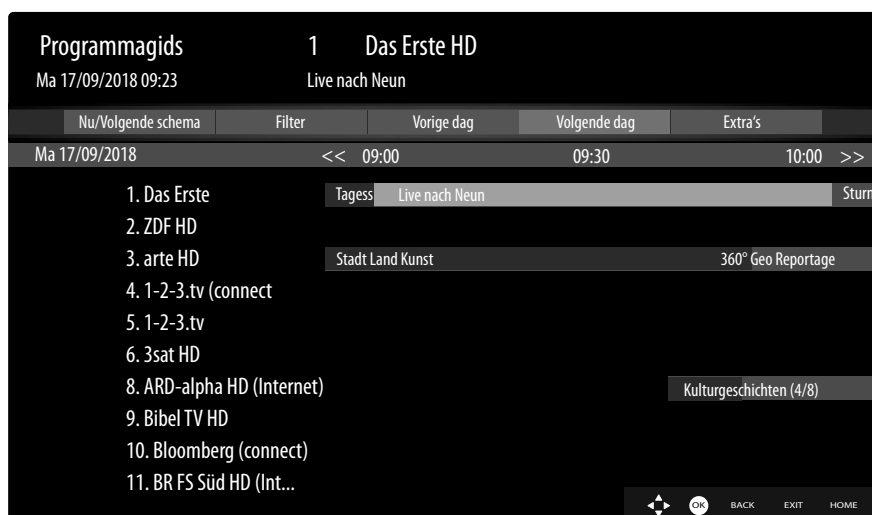 Programmagids 1 Das Erste HD
Ma 17/09/2018 09:23 Live nach Neun
Nu/Volgende schema Filter Vorige dag Volgende dag Extra's
Ma 17/09/2018 << 09:00 09:30 10:00 >>
1. Das Erste Tagess Live nach Neun Sturm
2. ZDF HD
3. arte HD Stadt Land Kunst 360° Geo Reportage
4. 1-2-3.tv (connect
5. 1-2-3.tv
6. 3sat HD
8. ARD-alpha HD (Internet) Kulturgeschichten (4/8)
9. Bibel TV HD
10. Bloomberg (connect)
11. BR FS Süd HD (Int...
OK BACK EXIT HOME